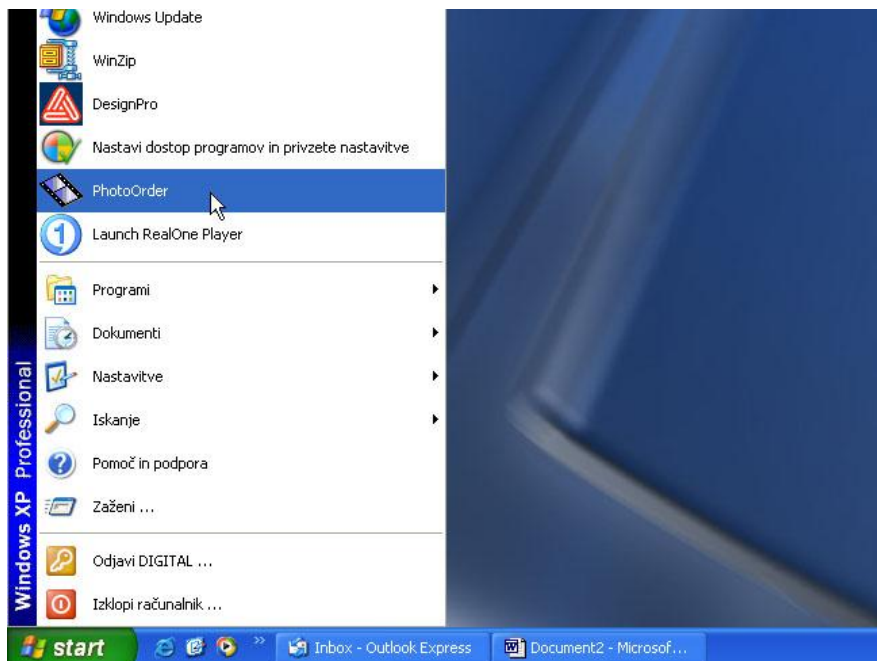 Windows Update
WinZip
DesignPro
Nastavi dostop programov in privzete nastavitve
PhotoOrder
Launch RealOne Player
Programi
Dokumenti
Nastavitve
Iskanje
Pomoč in podpora
Zaženi ...
Odjavi DIGITAL ...
Izklopi računalnik ...
Windows XP Professional
start
Inbox - Outlook Express
Document2 - Microsof...